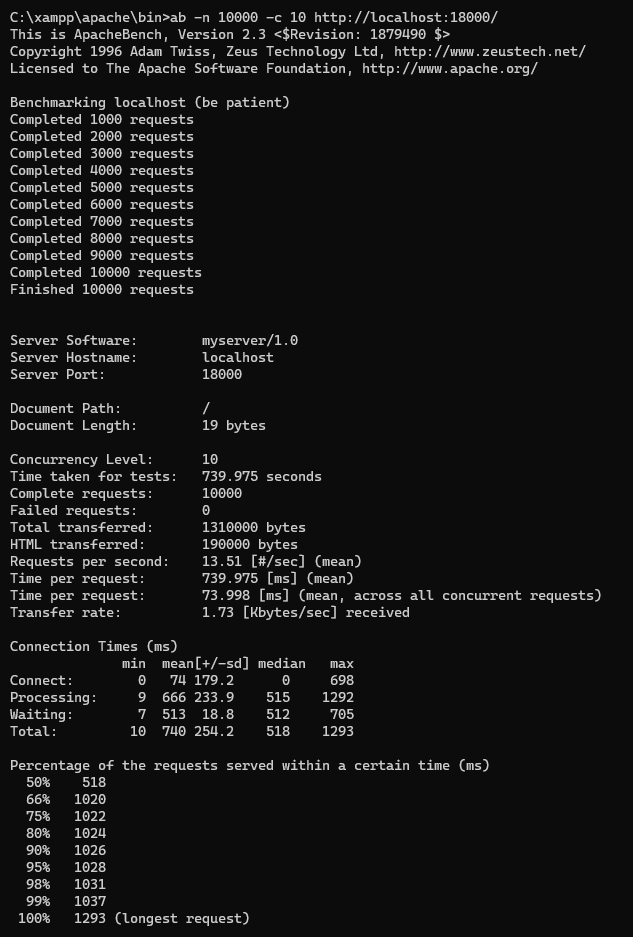 C:\xampp\apache\bin>ab -n 10000 -c 10 http://localhost:18000/
This is ApacheBench, Version 2.3 <$Revision: 1879490 $>
Copyright 1996 Adam Twiss, Zeus Technology Ltd, http://www.zeustech.net/
Licensed to The Apache Software Foundation, http://www.apache.org/

Benchmarking localhost (be patient)
Completed 1000 requests
Completed 2000 requests
Completed 3000 requests
Completed 4000 requests
Completed 5000 requests
Completed 6000 requests
Completed 7000 requests
Completed 8000 requests
Completed 9000 requests
Completed 10000 requests
Finished 10000 requests


Server Software:        myserver/1.0
Server Hostname:        localhost
Server Port:            18000

Document Path:          /
Document Length:        19 bytes

Concurrency Level:      10
Time taken for tests:   739.975 seconds
Complete requests:      10000
Failed requests:        0
Total transferred:      1310000 bytes
HTML transferred:       190000 bytes
Requests per second:    13.51 [#/sec] (mean)
Time per request:       739.975 [ms] (mean)
Time per request:       73.998 [ms] (mean, across all concurrent requests)
Transfer rate:          1.73 [Kbytes/sec] received

Connection Times (ms)
              min  mean[+/-sd] median   max
Connect:        0   74 179.2      0     698
Processing:     9  666 233.9    515    1292
Waiting:        7  513  18.8    512     705
Total:         10  740 254.2    518    1293

Percentage of the requests served within a certain time (ms)
  50%    518
  66%   1020
  75%   1022
  80%   1024
  90%   1026
  95%   1028
  98%   1031
  99%   1037
 100%   1293 (longest request)